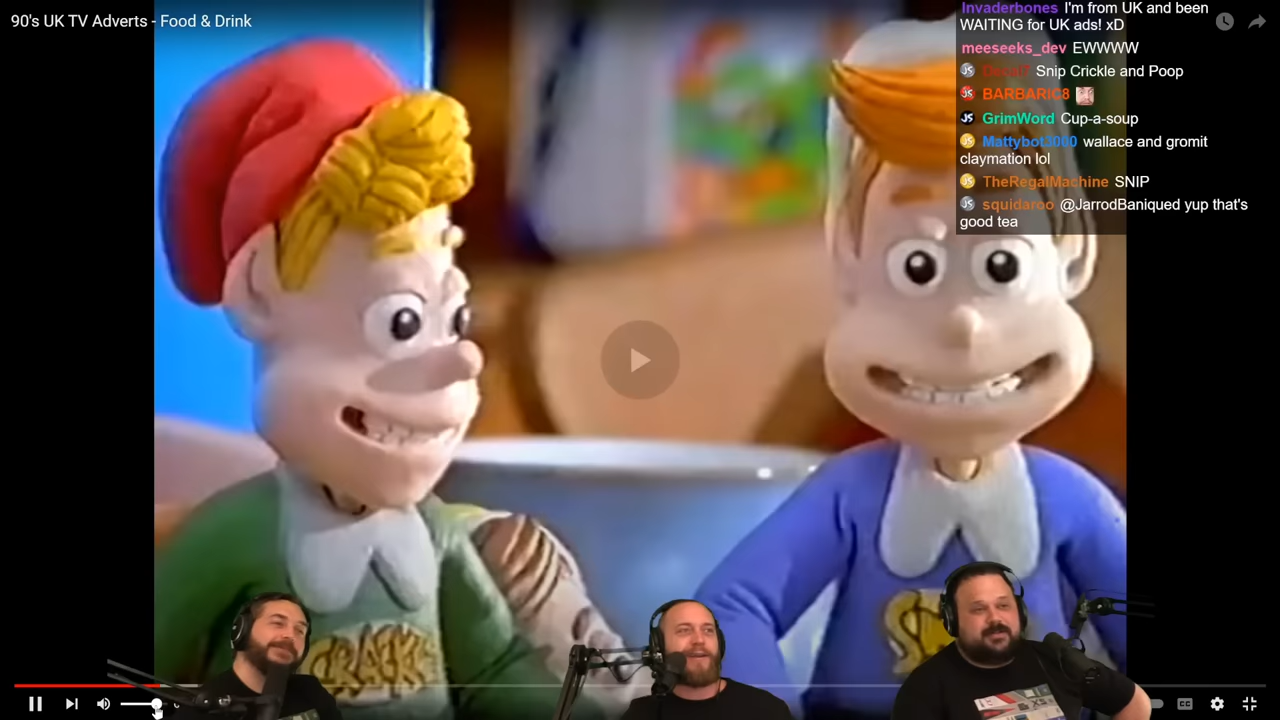 90's UK TV Adverts - Food & Drink
Invaderbones I'm from UK and been
WAITING for UK ads! xD
meeseeks_dev EWWWW
Snip Crickle and Poop
BARBARIC8
GrimWord Cup-a-soup
Mattybot3000 wallace and gromit
claymation lol
TheRegalMachine SNIP
squidaroo @JarrodBaniqued yup that's
good tea